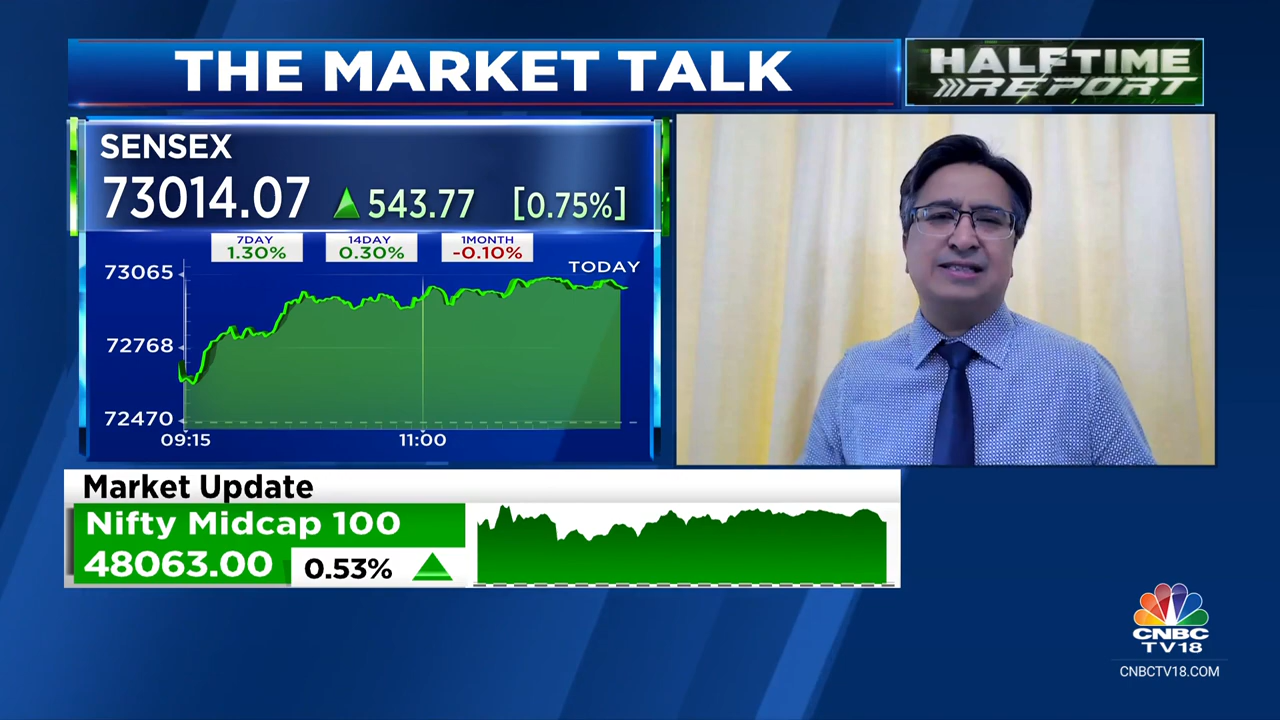 THE MARKET TALK
HALFTIME
REPORT
SENSEX
73014.07 ▲ 543.77 [0.75%]
7DAY 14DAY 1MONTH
1.30% 0.30% -0.10%
TODAY
73065
72768
72470
09:15 11:00
Market Update
Nifty Midcap 100
48063.00 0.53% ▲
CNBC
TV18
CNBCTV18.COM